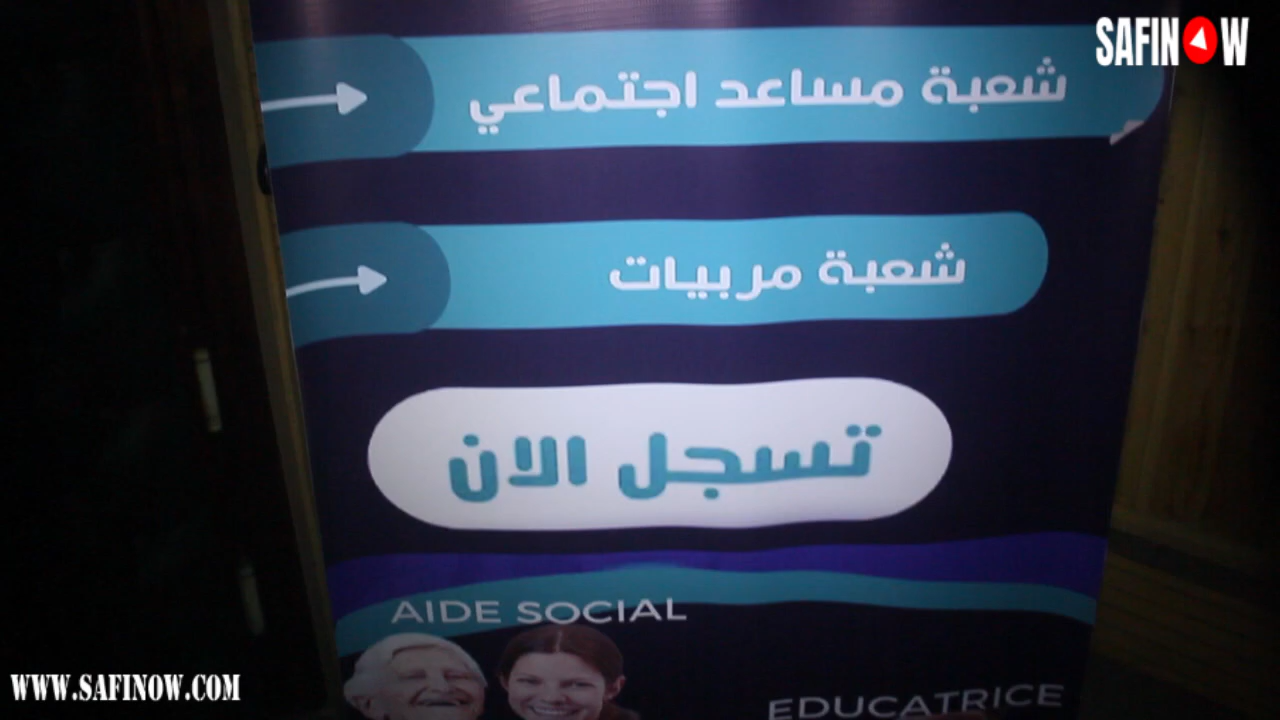 SAFINOW
شعبة مساعد اجتماعي
شعبة مربيات
تسجل الان
AIDE SOCIAL
EDUCATRICE
WWW.SAFINOW.COM